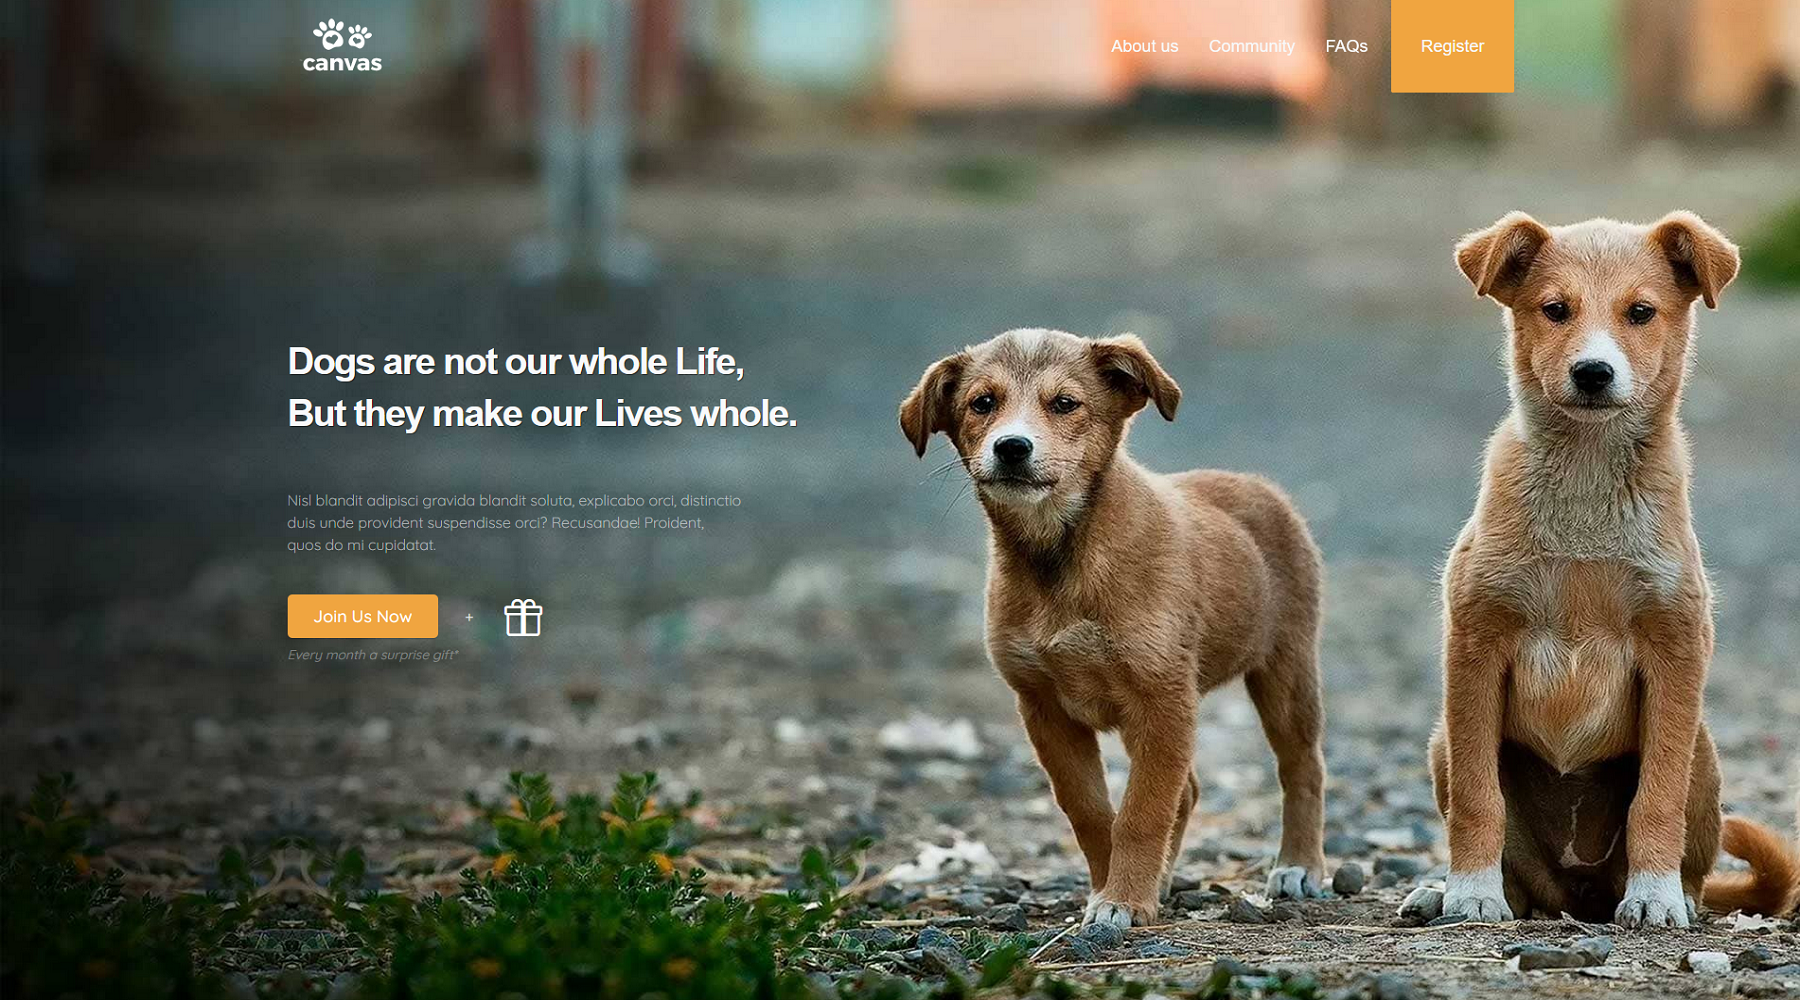 canvas
About us
Community
FAQs
Register
Dogs are not our whole Life,
But they make our Lives whole.
Nisl blandit adipisci gravida blandit soluta, explicabo orci, distinctio
duis unde provident suspendisse orci? Recusandae! Proident,
quos do mi cupidatat.
Join Us Now
+
Every month a surprise gift*